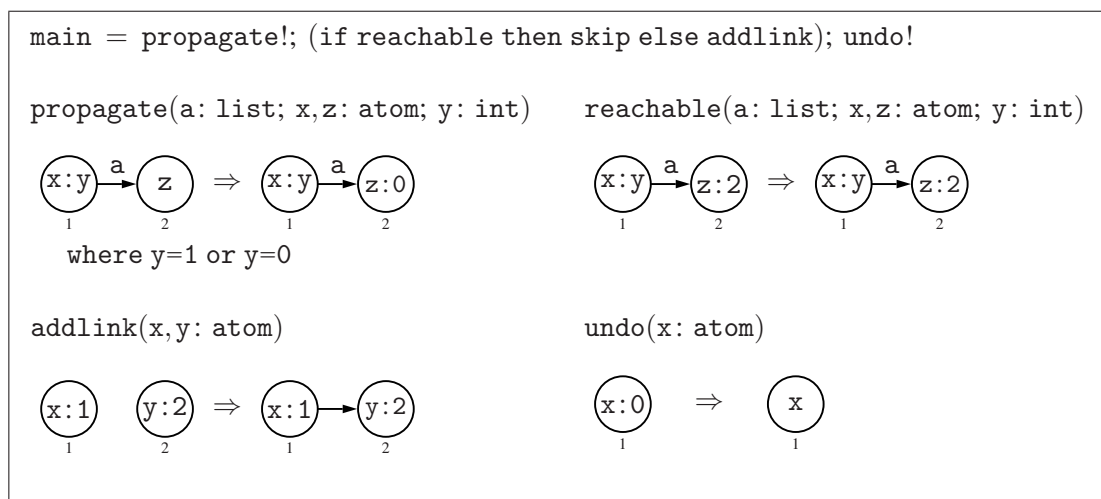 main = propagate!; (if reachable then skip else addlink); undo!
propagate(a: list; x,z: atom; y: int)
x:y a z ⇒ x:y a z:0
1 2 1 2
where y=1 or y=0
reachable(a: list; x,z: atom; y: int)
x:y a z:2 ⇒ x:y a z:2
1 2 1 2
addlink(x,y: atom)
x:1 y:2 ⇒ x:1 y:2
1 2 1 2
undo(x: atom)
x:0 ⇒ x
1 1